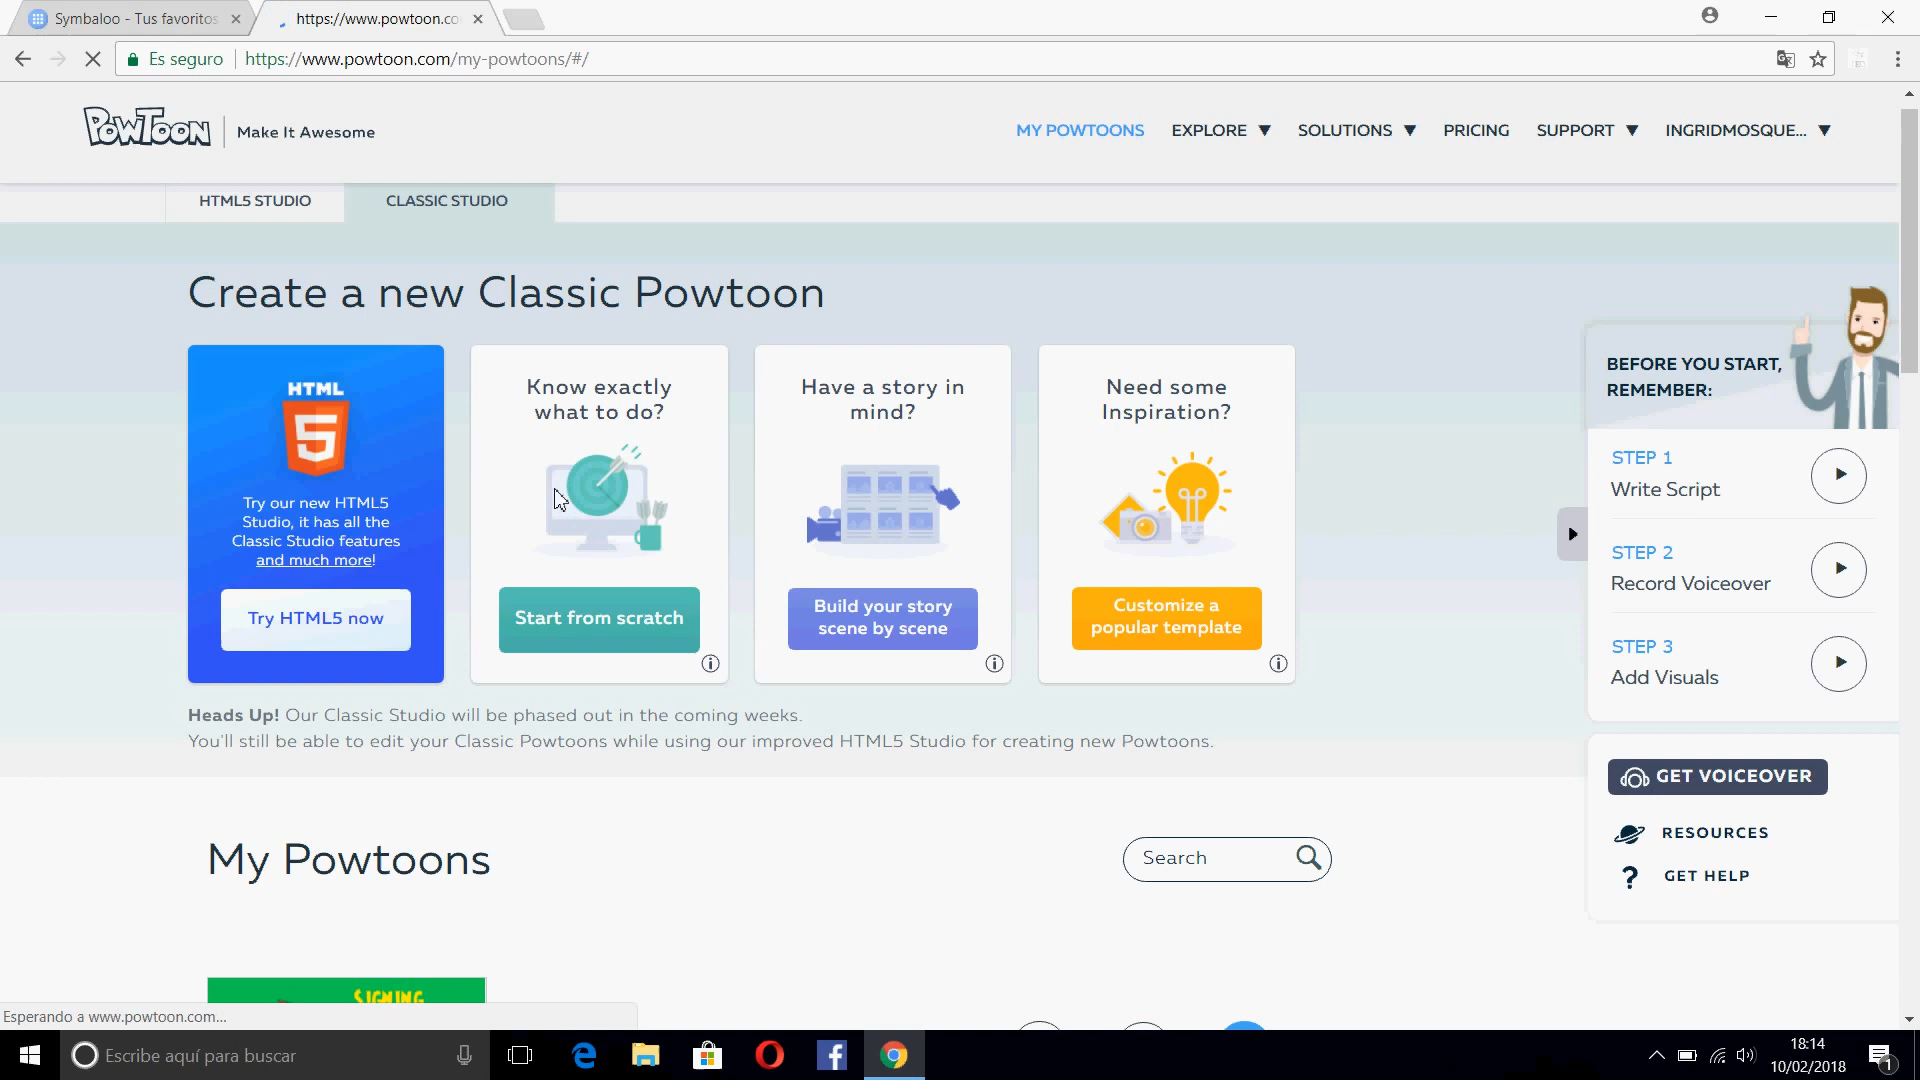 Symbaloo - Tus favoritos
https://www.powtoon.co
Es seguro
https://www.powtoon.com/my-powtoons/#/
POWTOON
Make It Awesome
MY POWTOONS
EXPLORE ▼
SOLUTIONS ▼
PRICING
SUPPORT ▼
INGRIDMOSQUE... ▼
HTML5 STUDIO
CLASSIC STUDIO
Create a new Classic Powtoon
HTML
5
Try our new HTML5
Studio, it has all the
Classic Studio features
and much more!
Try HTML5 now
Know exactly
what to do?
Start from scratch
Have a story in
mind?
Build your story
scene by scene
Need some
Inspiration?
Customize a
popular template
Heads Up! Our Classic Studio will be phased out in the coming weeks.
You'll still be able to edit your Classic Powtoons while using our improved HTML5 Studio for creating new Powtoons.
BEFORE YOU START,
REMEMBER:
STEP 1
Write Script
STEP 2
Record Voiceover
STEP 3
Add Visuals
GET VOICEOVER
RESOURCES
? GET HELP
My Powtoons
Search
SIGNING
Esperando a www.powtoon.com...
Escribe aquí para buscar
18:14
10/02/2018
1